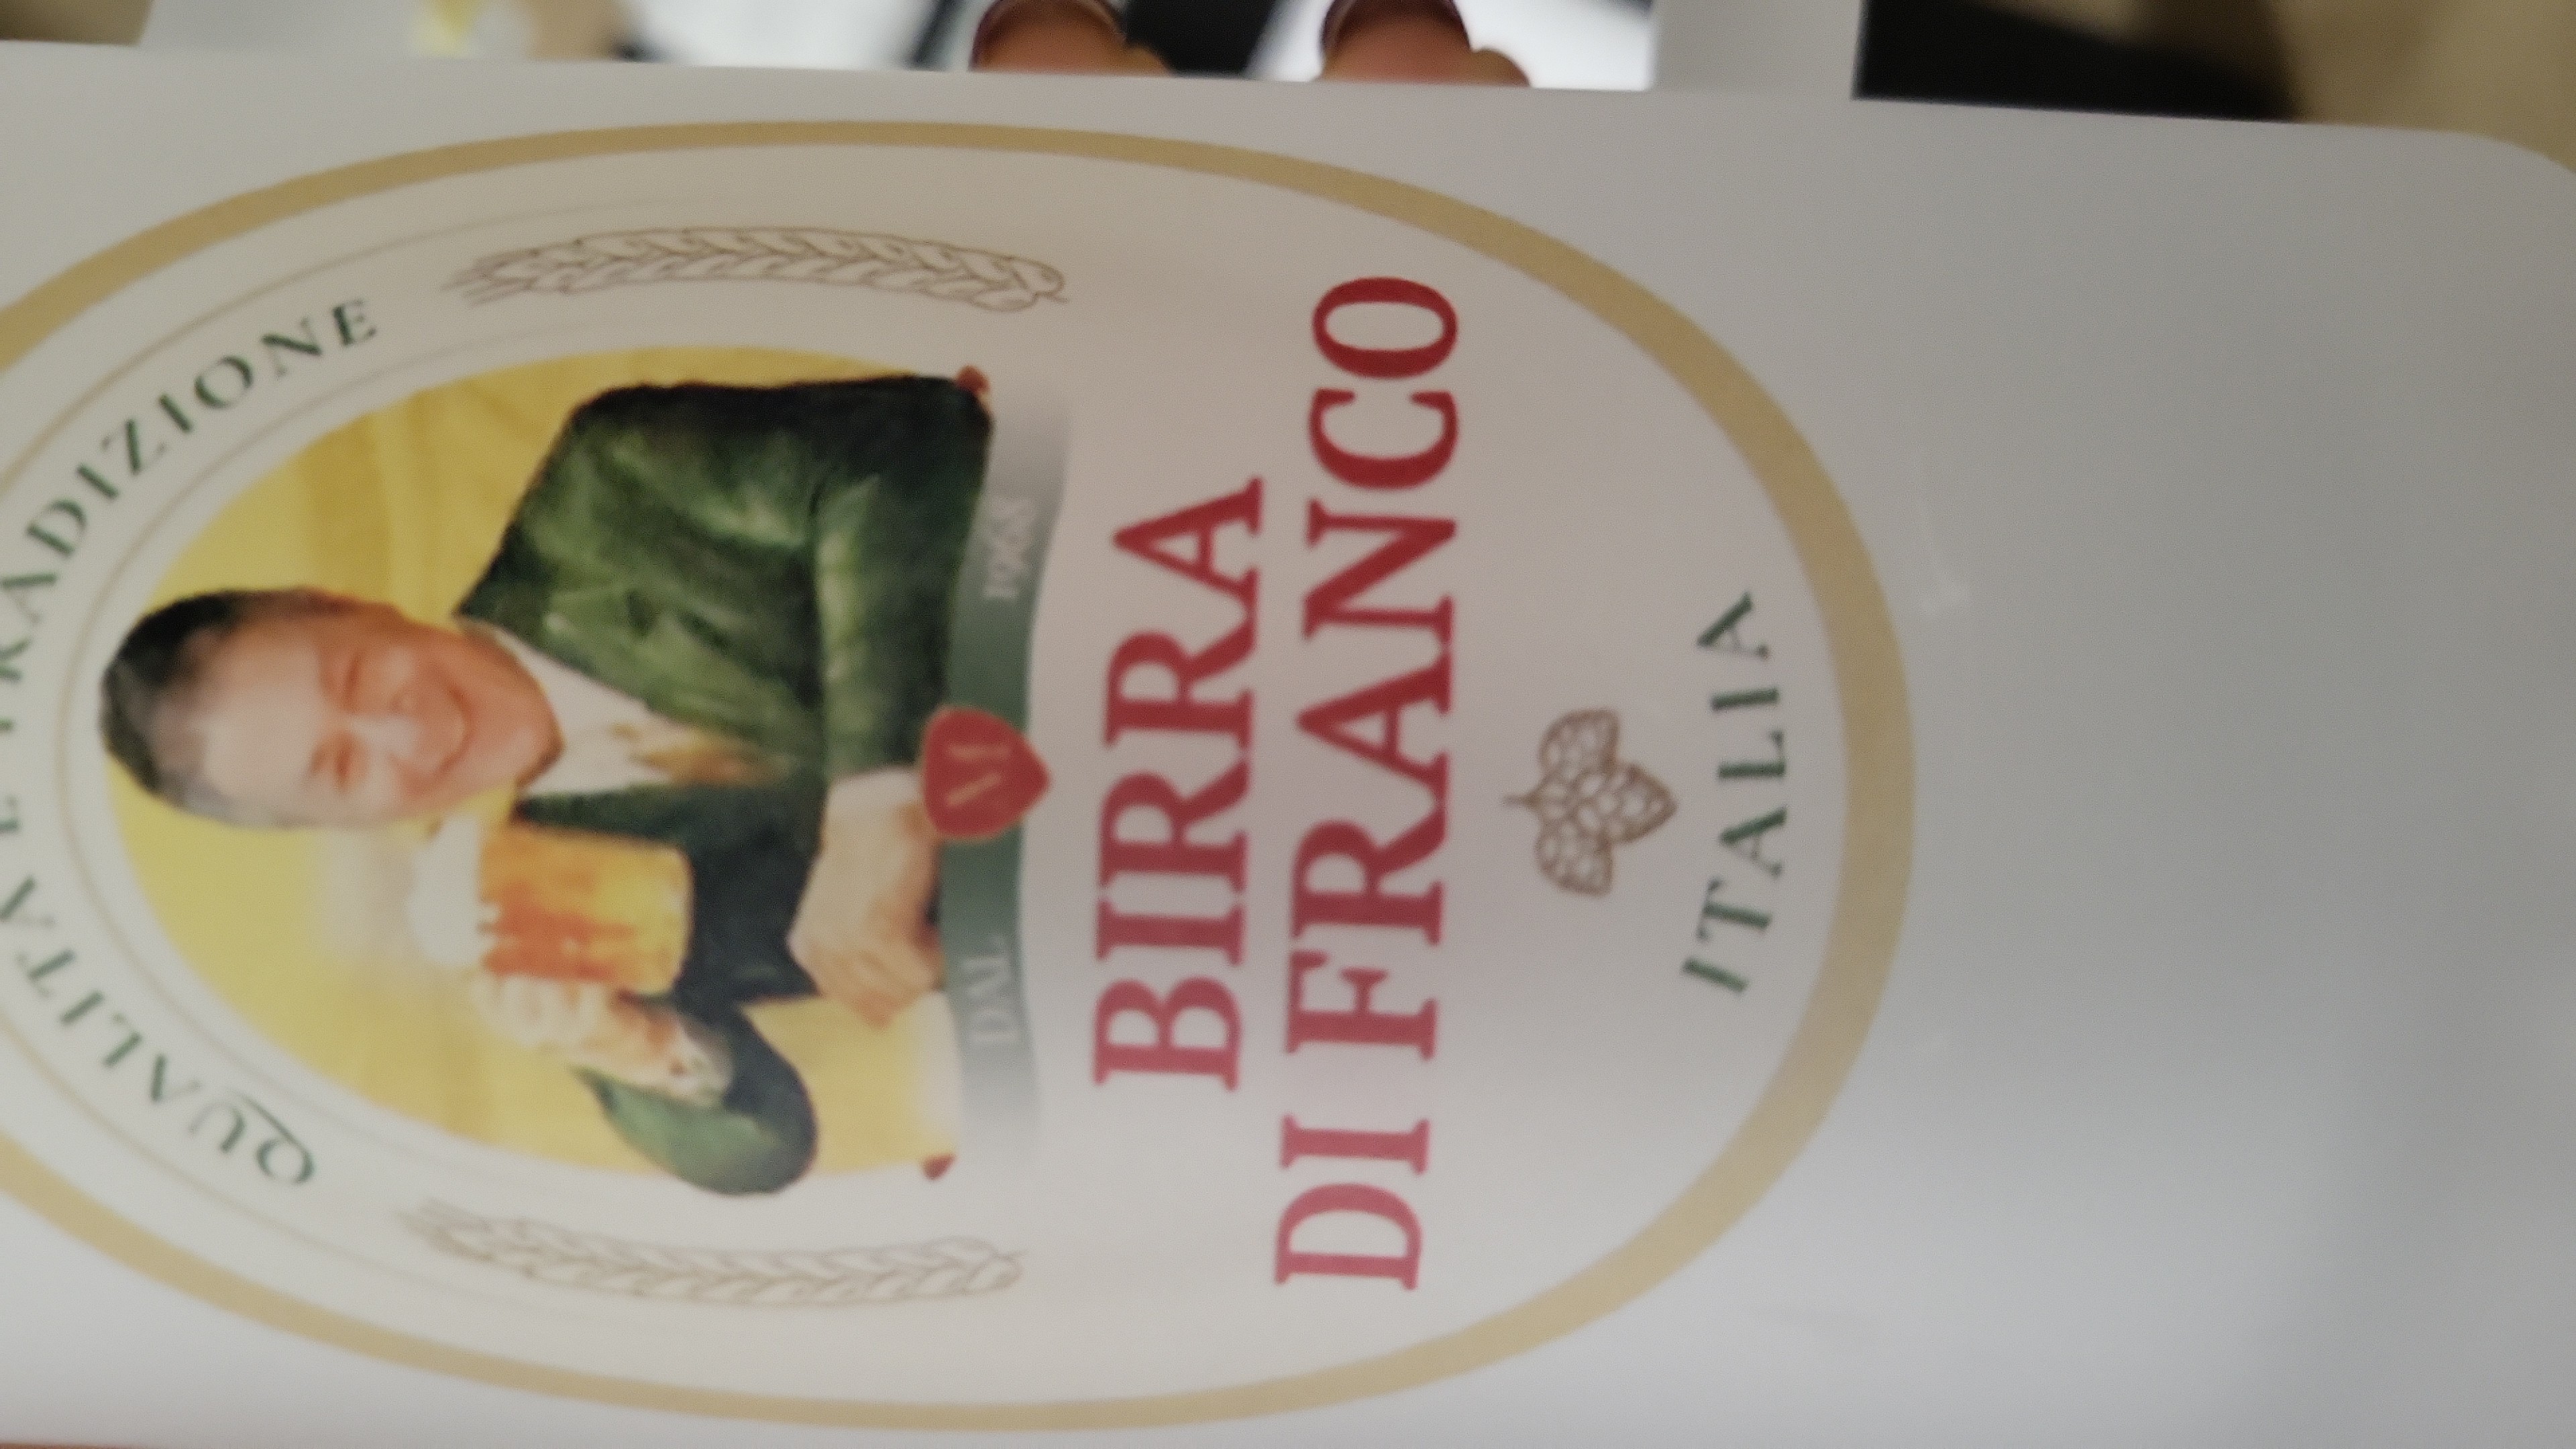 QUALITÀ E TRADIZIONE
DAL 1968
M
BIRRA
DI FRANCO
ITALIA